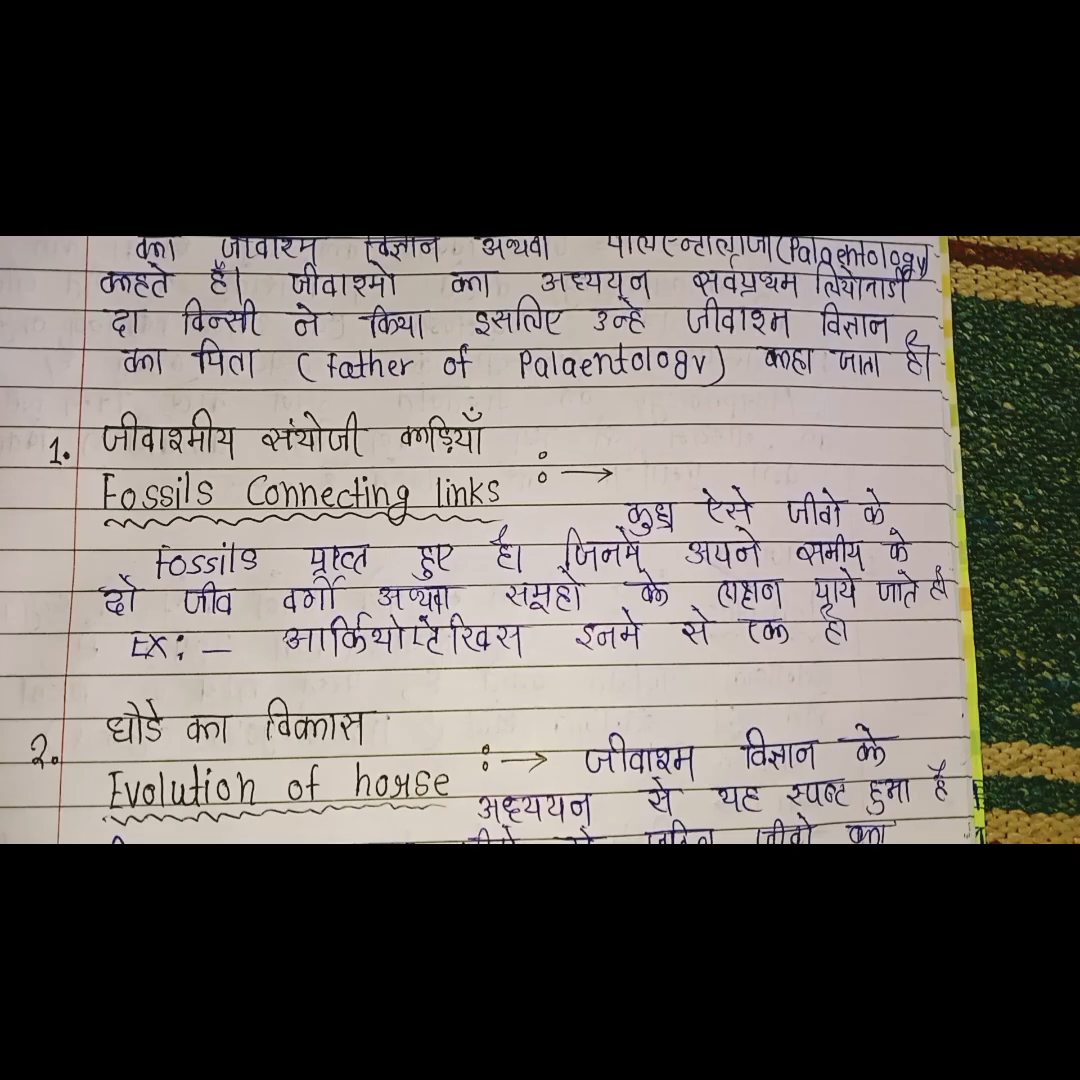 का जीवाश्म विज्ञान अथवा पोलिएन्टोलॉजी (Palaentology)
कहते हैं। जीवाश्मो का अध्ययन सर्वप्रथम लियोनार्डो
दा विन्सी ने किया इसलिए उन्हे जीवाश्म विज्ञान
का पिता (Father of Palaentology) कहा जाता है।
1. जीवाश्मीय संयोजी कड़ियाँ
Fossils Connecting links :→
कुछ ऐसे जीवो के
Fossils प्राप्त हुए है। जिनमें अपने समीय के
दो जीव वर्गो अथवा समूहो के लक्षन पाये जाते है।
EX:- आर्कियोप्टेरिक्स इनमे से एक है।
2. घोडे का विकास
Evolution of horse :→ जीवाश्म विज्ञान के
अध्ययन से यह स्पष्ट हुआ है
जीवो का